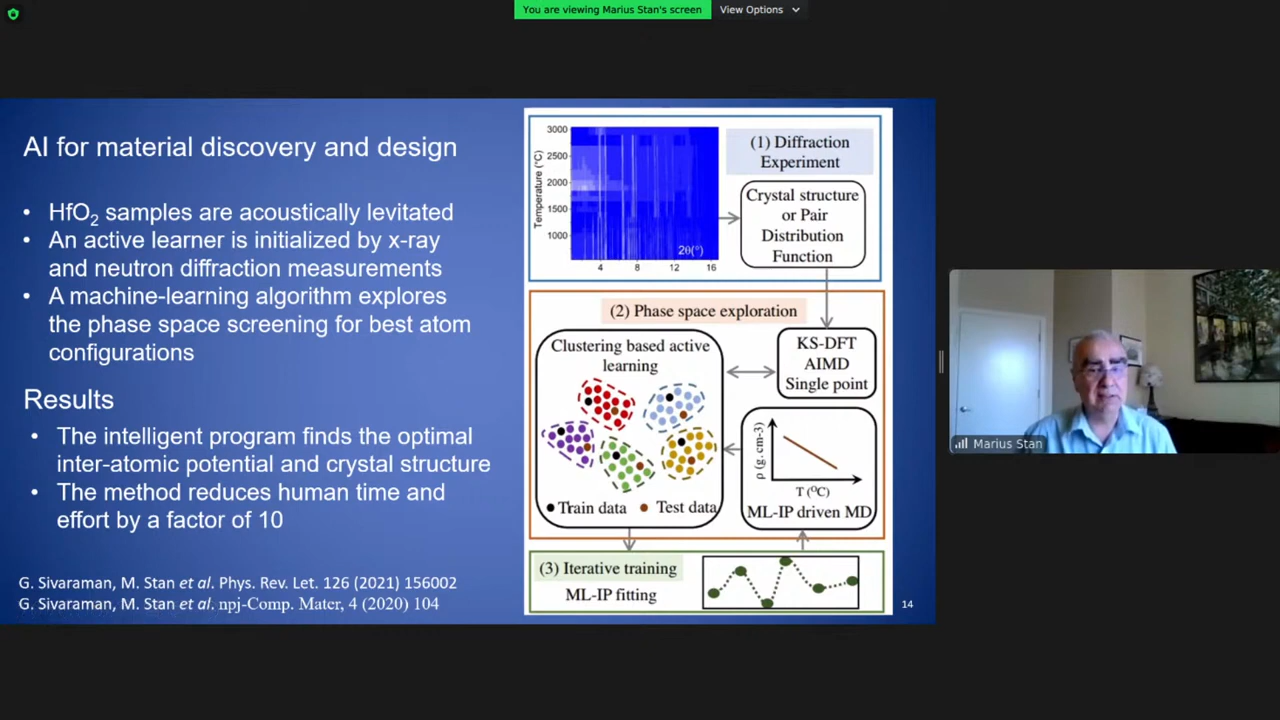 You are viewing Marius Stan's screen
View Options
AI for material discovery and design
• HfO2 samples are acoustically levitated
• An active learner is initialized by x-ray
and neutron diffraction measurements
• A machine-learning algorithm explores
the phase space screening for best atom
configurations
Results
• The intelligent program finds the optimal
inter-atomic potential and crystal structure
• The method reduces human time and
effort by a factor of 10
G. Sivaraman, M. Stan et al. Phys. Rev. Let. 126 (2021) 156002
G. Sivaraman, M. Stan et al. npj-Comp. Mater, 4 (2020) 104
Temperature (°C)
3000
2500
2000
1500
1000
2θ(°)
4 8 12 16
(1) Diffraction
Experiment
Crystal structure
or Pair
Distribution
Function
(2) Phase space exploration
Clustering based active
learning
Train data
Test data
KS-DFT
AIMD
Single point
ρ (g. cm-3)
T (°C)
ML-IP driven MD
(3) Iterative training
ML-IP fitting
14
Marius Stan